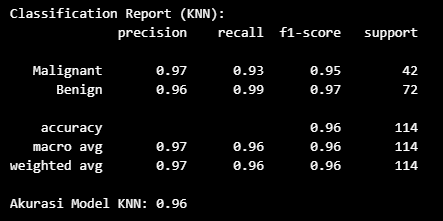 Classification Report (KNN):
precision recall f1-score support
Malignant 0.97 0.93 0.95 42
Benign 0.96 0.99 0.97 72
accuracy 0.96 114
macro avg 0.97 0.96 0.96 114
weighted avg 0.97 0.96 0.96 114
Akurasi Model KNN: 0.96